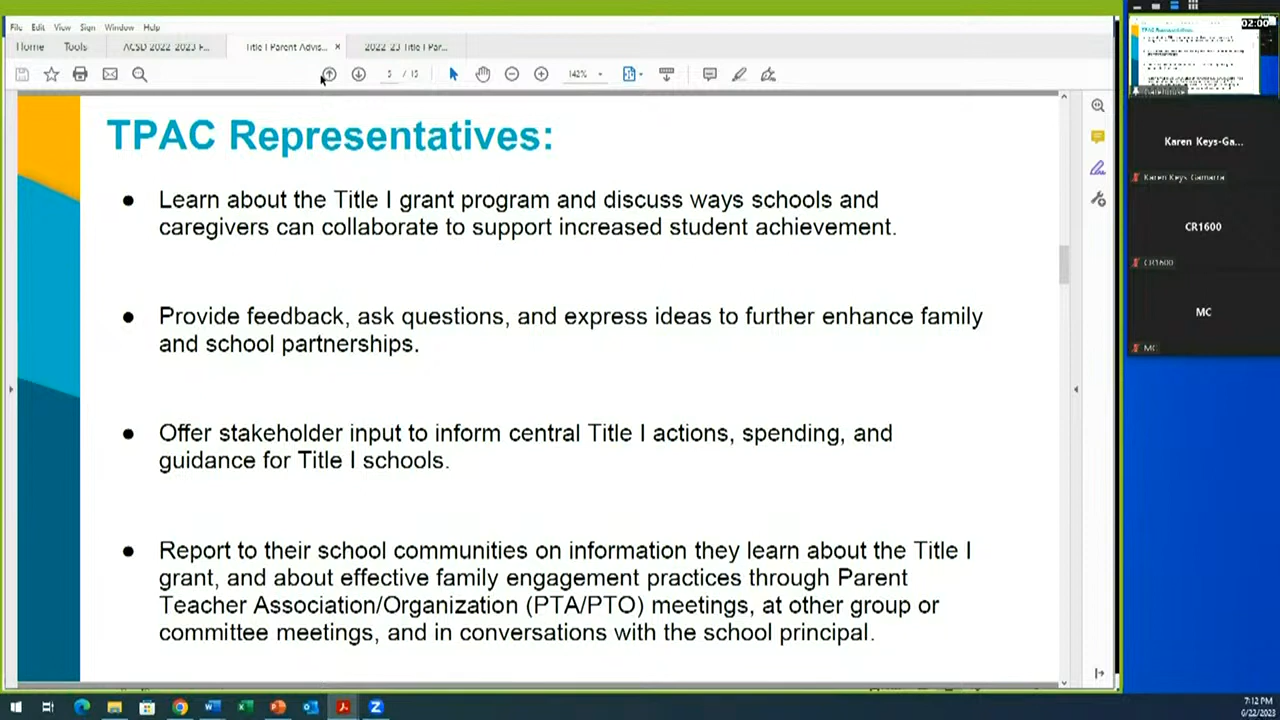 File Edit View Sign Window Help
Home Tools ACSD 2022-2023 F... Title I Parent Advis... × 2022-23 Title I Par...
5 / 15 142%
TPAC Representatives:
● Learn about the Title I grant program and discuss ways schools and
caregivers can collaborate to support increased student achievement.
● Provide feedback, ask questions, and express ideas to further enhance family
and school partnerships.
● Offer stakeholder input to inform central Title I actions, spending, and
guidance for Title I schools.
● Report to their school communities on information they learn about the Title I
grant, and about effective family engagement practices through Parent
Teacher Association/Organization (PTA/PTO) meetings, at other group or
committee meetings, and in conversations with the school principal.
02:00
TPAC Representatives:
Karen Keys-Ga...
Karen Keys Gamarra
CR1600
CR1600
MC
MC
7:12 PM
6/22/2023